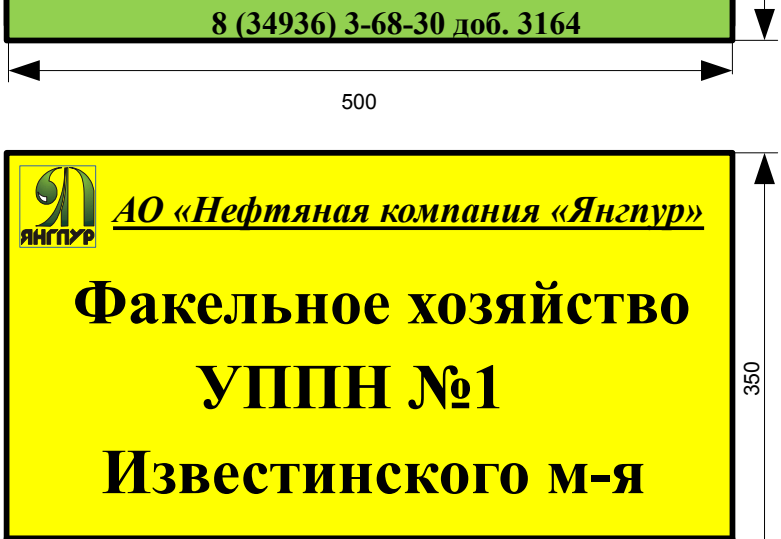 8 (34936) 3-68-30 доб. 3164
500
ЯНГПУР
АО «Нефтяная компания «Янгпур»
Факельное хозяйство
УППН №1
Известинского м-я
350